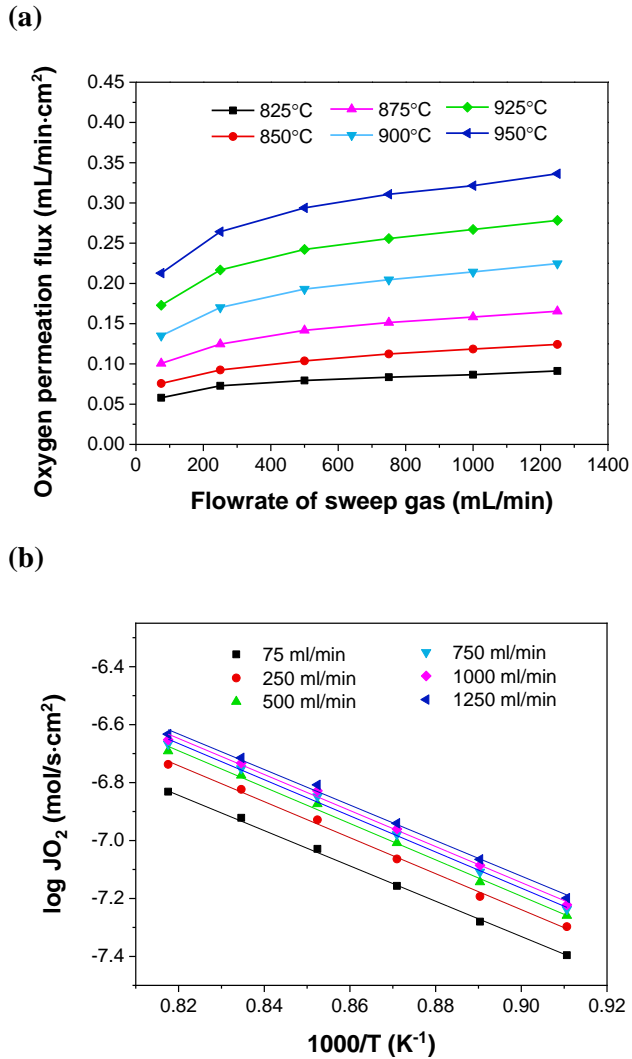 (a)
0.45
0.40
0.35
0.30
0.25
0.20
0.15
0.10
0.05
0.00
Oxygen permeation flux (mL/min·cm²)
825°C 875°C 925°C
850°C 900°C 950°C
0 200 400 600 800 1000 1200 1400
Flowrate of sweep gas (mL/min)
(b)
-6.4
-6.6
-6.8
-7.0
-7.2
-7.4
log JO₂ (mol/s·cm²)
75 ml/min 750 ml/min
250 ml/min 1000 ml/min
500 ml/min 1250 ml/min
0.82 0.84 0.86 0.88 0.90 0.92
1000/T (K⁻¹)